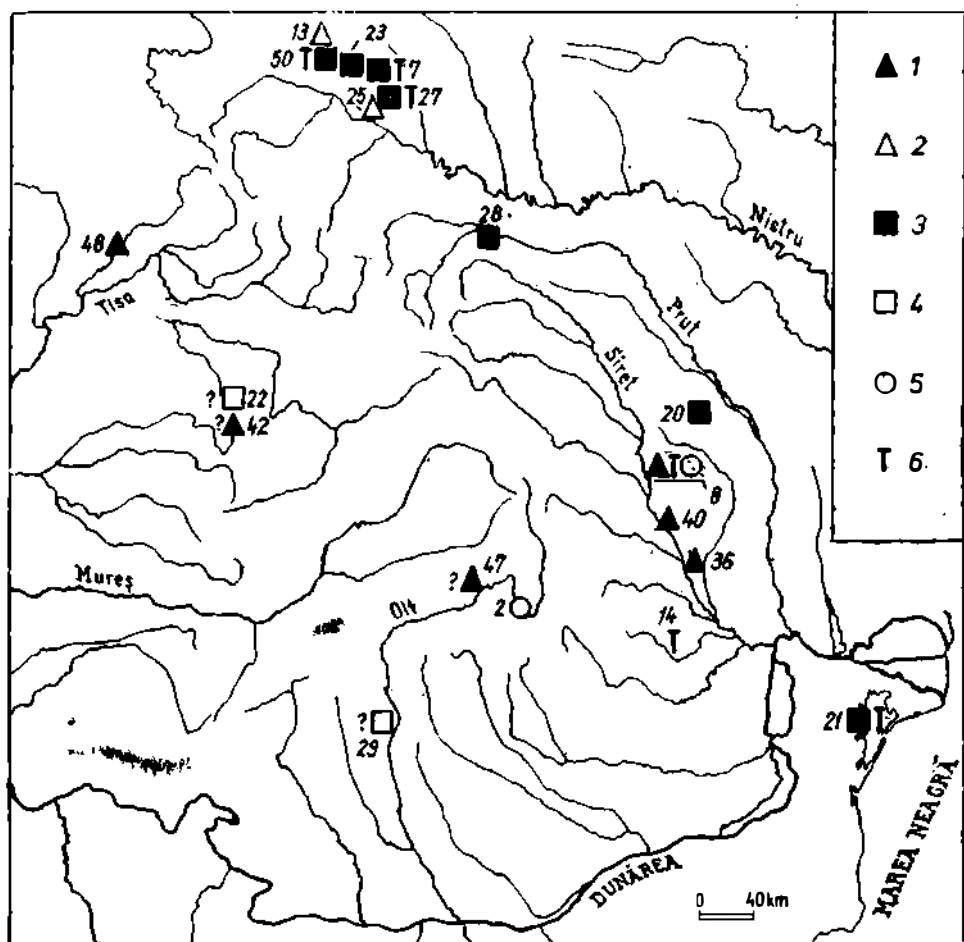 13
23
50
7
25
27
28
Nistru
48
Tisa
Prut
Siret
? 22
? 42
20
8
40
36
Mureș
? 47
Olt
2
14
?
29
21
DUNĂREA
MAREA NEAGRĂ
0 40km
1
2
3
4
5
6